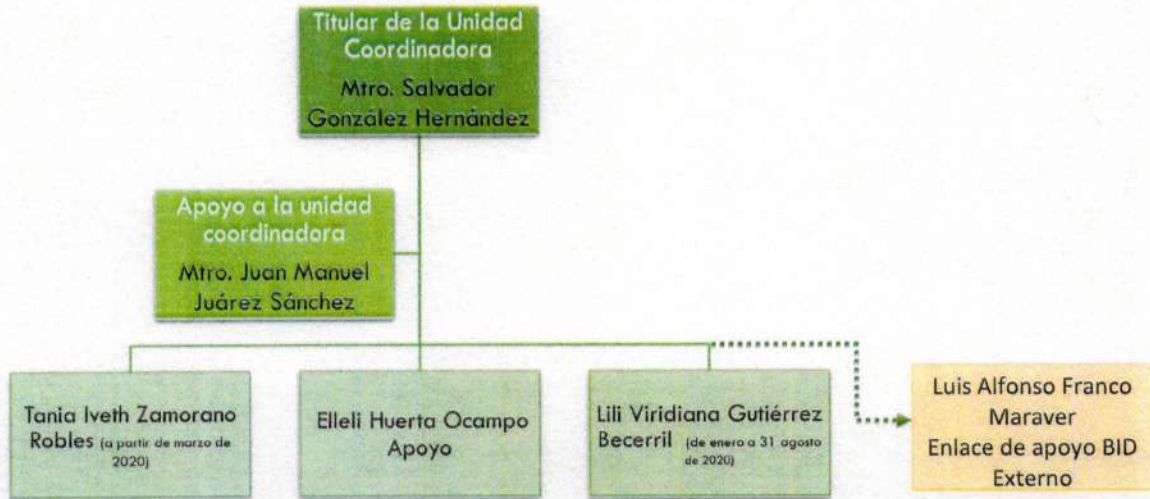 Titular de la Unidad
Coordinadora
Mtro. Salvador
González Hernández
Apoyo a la unidad
coordinadora
Mtro. Juan Manuel
Juárez Sánchez
Tania Iveth Zamorano
Robles (a partir de marzo de
2020)
Elleli Huerta Ocampo
Apoyo
Lili Viridiana Gutiérrez
Becerril (de enero a 31 agosto
de 2020)
Luis Alfonso Franco
Maraver
Enlace de apoyo BID
Externo